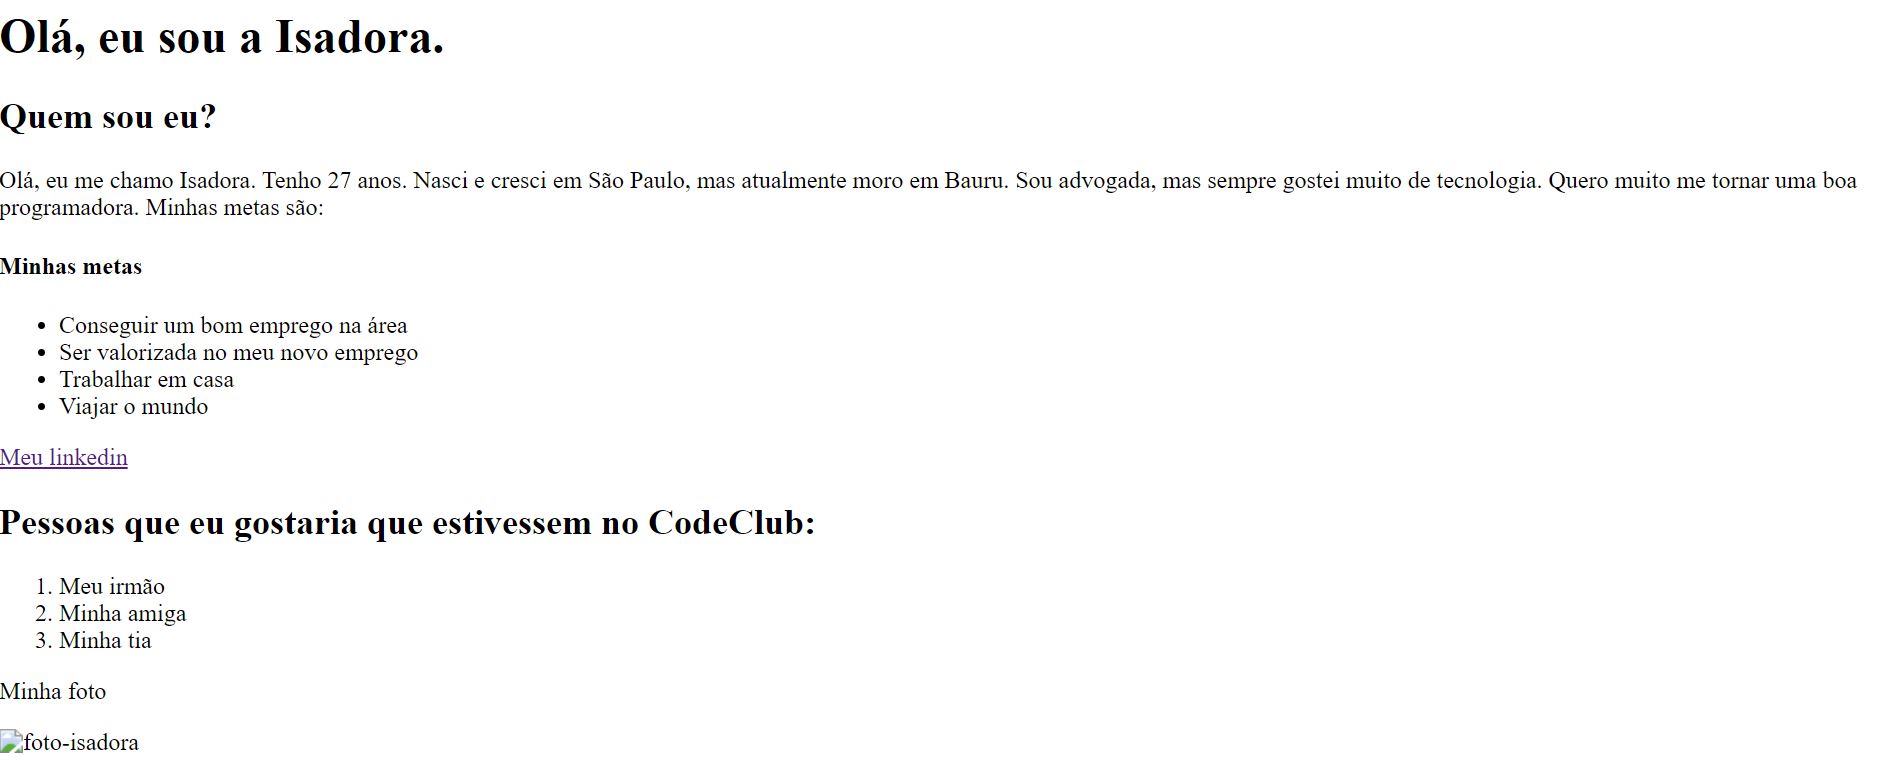 Olá, eu sou a Isadora.
Quem sou eu?
Olá, eu me chamo Isadora. Tenho 27 anos. Nasci e cresci em São Paulo, mas atualmente moro em Bauru. Sou advogada, mas sempre gostei muito de tecnologia. Quero muito me tornar uma boa
programadora. Minhas metas são:
Minhas metas
• Conseguir um bom emprego na área
• Ser valorizada no meu novo emprego
• Trabalhar em casa
• Viajar o mundo
Meu linkedin
Pessoas que eu gostaria que estivessem no CodeClub:
1. Meu irmão
2. Minha amiga
3. Minha tia
Minha foto
foto-isadora